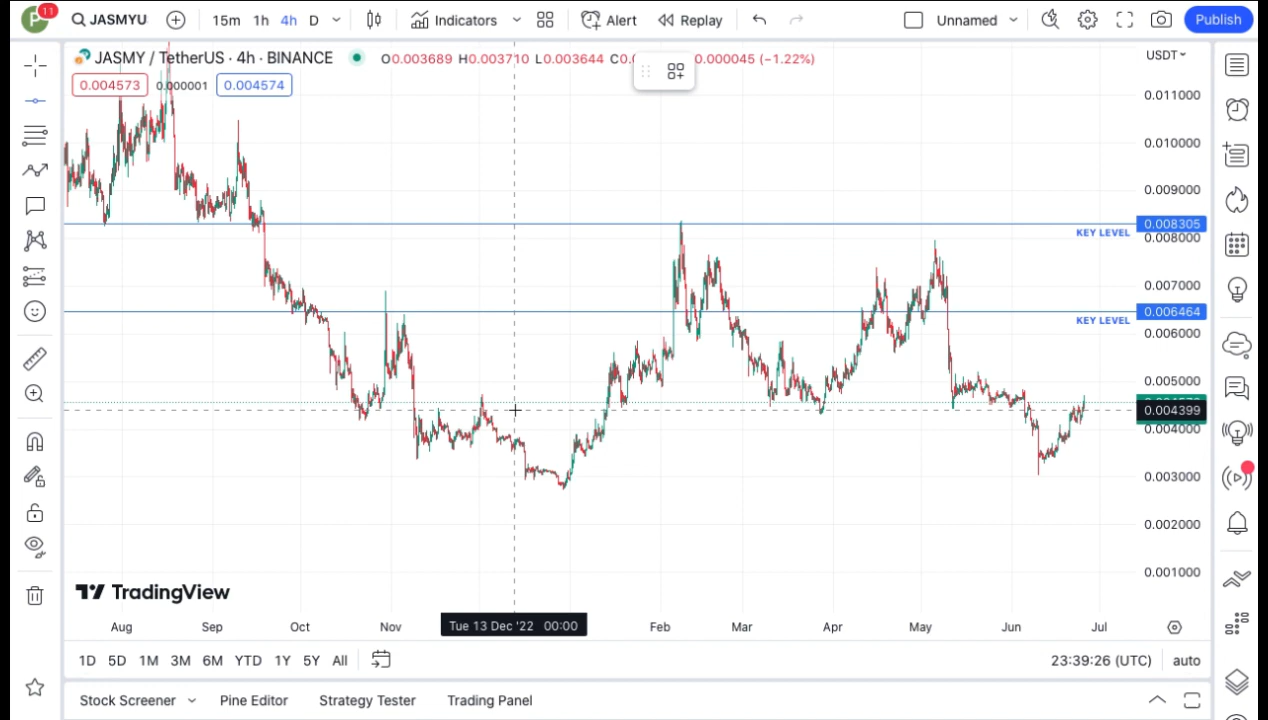 P
11
JASMYU
15m 1h 4h D
Indicators
Alert
Replay
Unnamed
Publish
JASMY / TetherUS · 4h · BINANCE
O0.003689 H0.003710 L0.003644 0.000045 (−1.22%)
USDT
0.004573
0.000001
0.004574
0.011000
0.010000
0.009000
0.008305
KEY LEVEL
0.008000
0.007000
0.006464
KEY LEVEL
0.006000
0.005000
0.004399
0.004000
0.003000
0.002000
0.001000
TradingView
Aug Sep Oct Nov
Tue 13 Dec '22 00:00
Feb Mar Apr May Jun Jul
1D 5D 1M 3M 6M YTD 1Y 5Y All
23:39:26 (UTC)
auto
Stock Screener
Pine Editor
Strategy Tester
Trading Panel